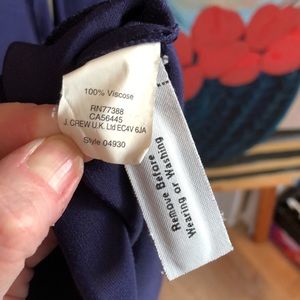 100% Viscose
RN77388
CA56445
J. CREW U.K. Ltd EC4V 6JA
Style 04930
Remove Before
Wearing or Washing